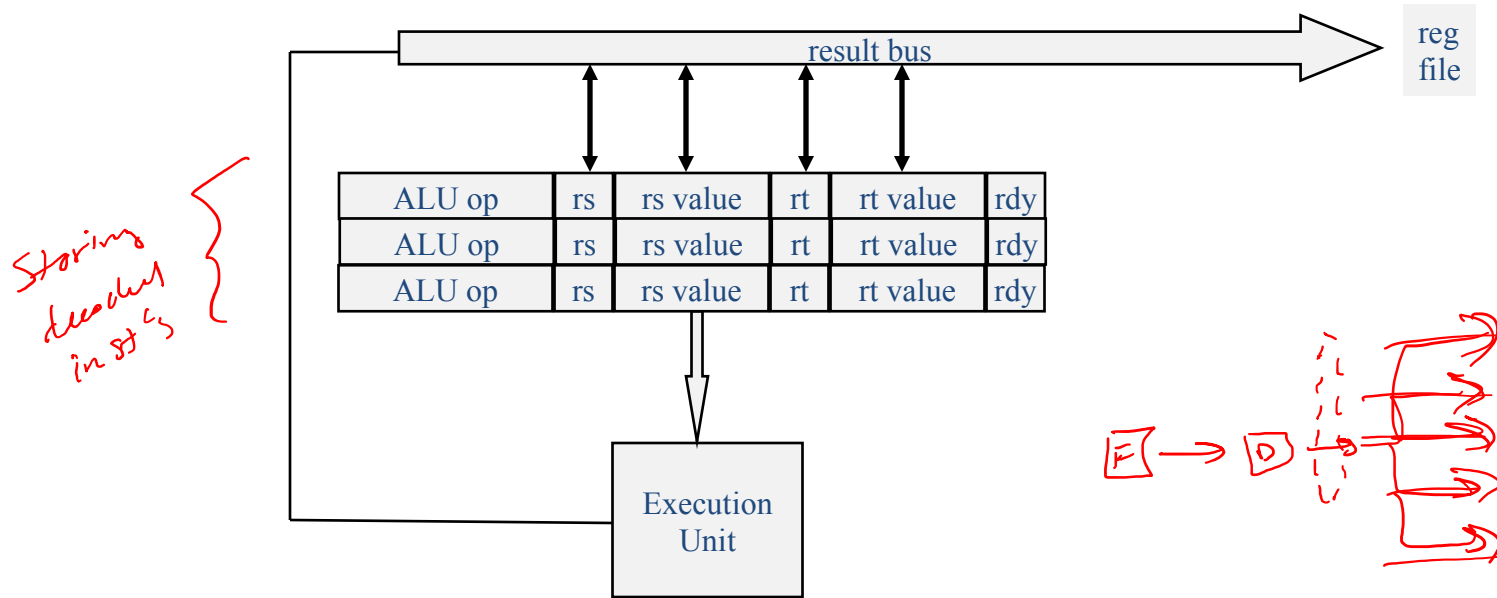 result bus
reg
file
ALU op rs rs value rt rt value rdy
ALU op rs rs value rt rt value rdy
ALU op rs rs value rt rt value rdy
Storing
F D
Execution
Unit